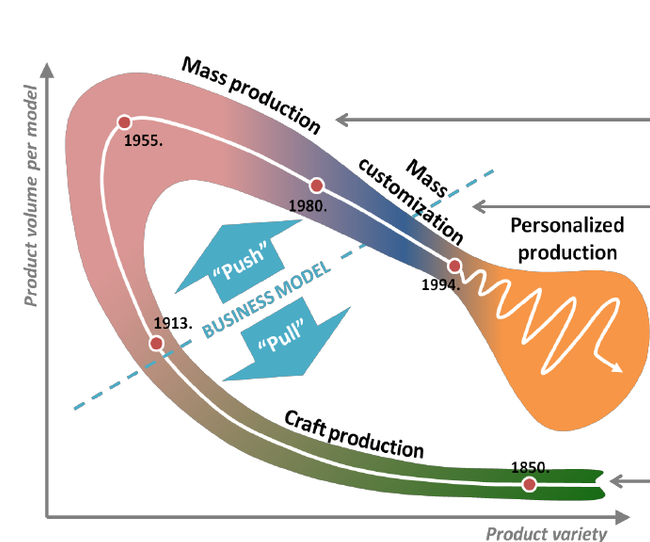 Mass production
Mass
customization
Personalized
production
1955.
1980.
1994.
1913.
"Push"
BUSINESS MODEL
"Pull"
Craft production
1850.
Product volume per model
Product variety